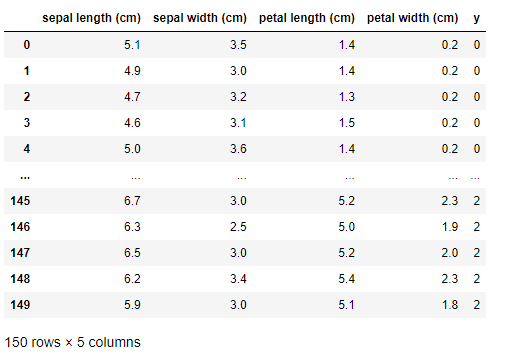 sepal length (cm) sepal width (cm) petal length (cm) petal width (cm) y
0 5.1 3.5 1.4 0.2 0
1 4.9 3.0 1.4 0.2 0
2 4.7 3.2 1.3 0.2 0
3 4.6 3.1 1.5 0.2 0
4 5.0 3.6 1.4 0.2 0
... ... ... ... ... ...
145 6.7 3.0 5.2 2.3 2
146 6.3 2.5 5.0 1.9 2
147 6.5 3.0 5.2 2.0 2
148 6.2 3.4 5.4 2.3 2
149 5.9 3.0 5.1 1.8 2
150 rows × 5 columns